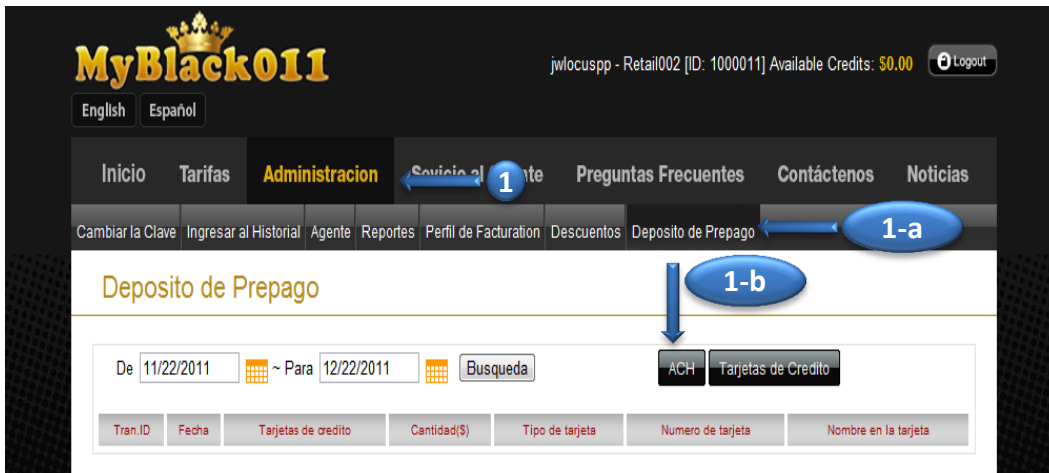 MyBlack011
jwlocuspp - Retail002 [ID: 1000011] Available Credits: $0.00 Logout
English Español
Inicio Tarifas Administracion Sovicio al te Preguntas Frecuentes Contáctenos Noticias
1
Cambiar la Clave Ingresar al Historial Agente Reportes Perfil de Facturation Descuentos Deposito de Prepago
1-a
1-b
Deposito de Prepago
De 11/22/2011 ~ Para 12/22/2011 Busqueda ACH Tarjetas de Credito
Tran.ID Fecha Tarjetas de credito Cantidad($) Tipo de tarjeta Numero de tarjeta Nombre en la tarjeta